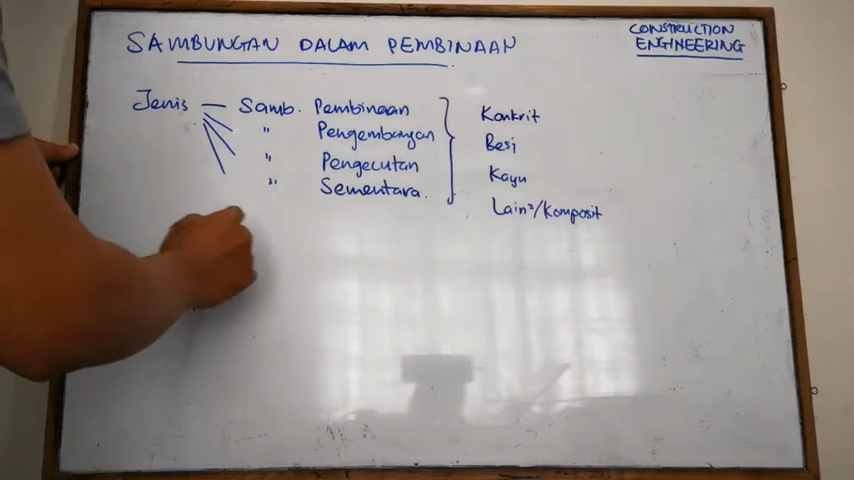 SAMBUNGAN DALAM PEMBINAAN
CONSTRUCTION
ENGINEERING
Jenis — Samb. Pembinaan
" Pengembangan
" Pengecutan
" Sementara.
Konkrit
Besi
Kayu
Lain²/Komposit